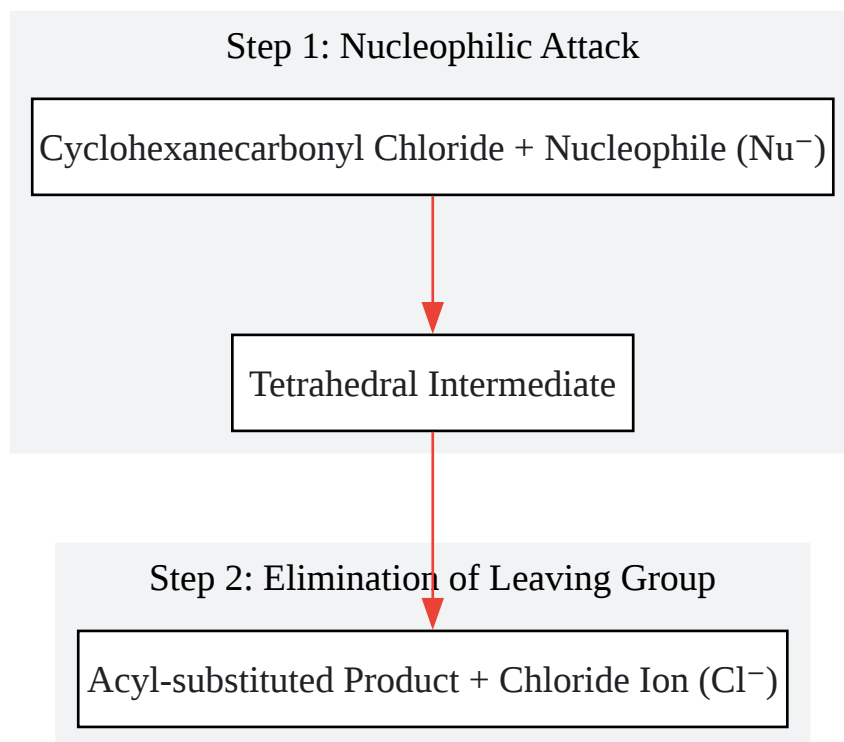 Step 1: Nucleophilic Attack
Cyclohexanecarbonyl Chloride + Nucleophile (Nu⁻)
Tetrahedral Intermediate
Step 2: Elimination of Leaving Group
Acyl-substituted Product + Chloride Ion (Cl⁻)